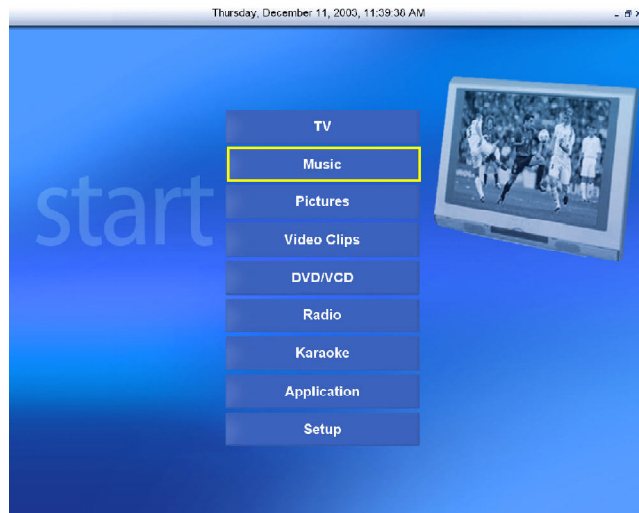 Thursday, December 11, 2003, 11:39:38 AM
start
TV
Music
Pictures
Video Clips
DVD/VCD
Radio
Karaoke
Application
Setup